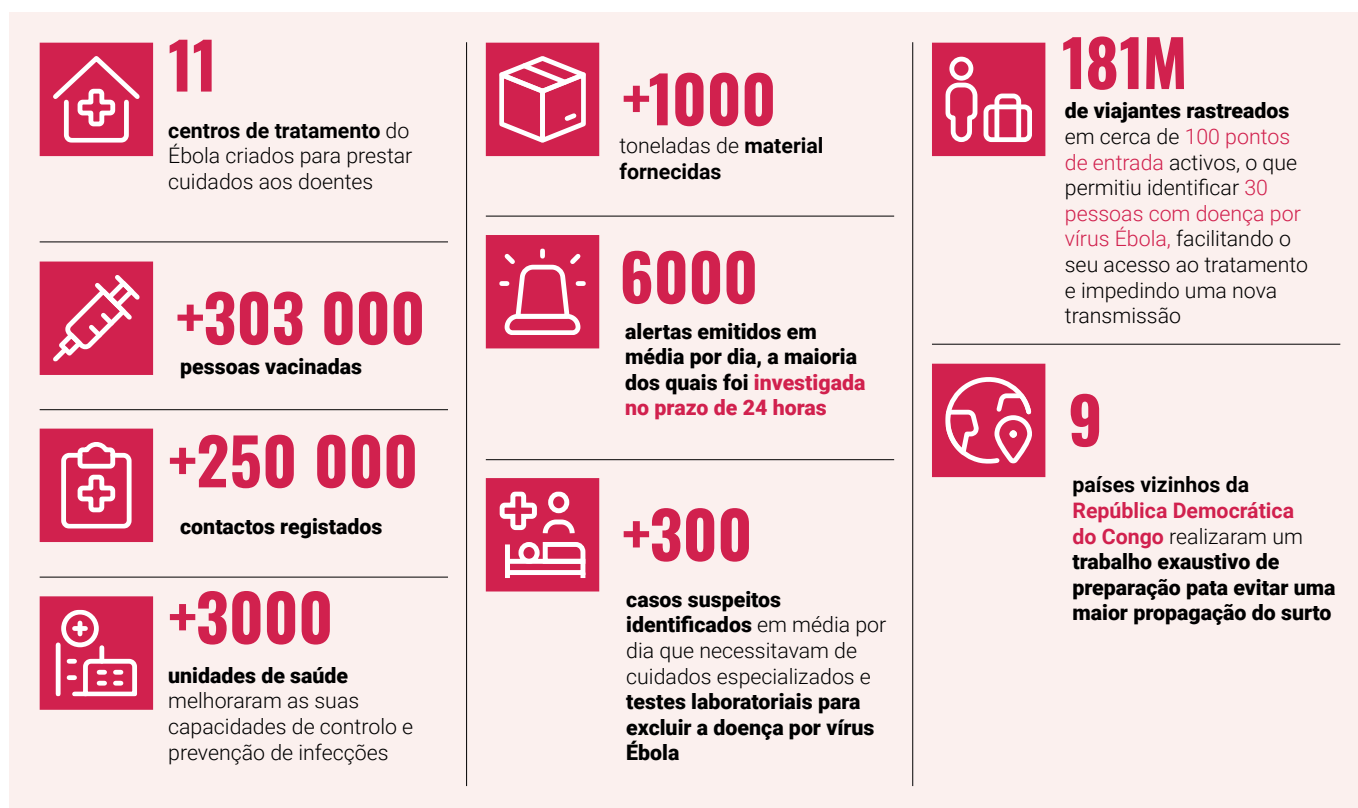 11
centros de tratamento do
Ébola criados para prestar
cuidados aos doentes
+303 000
pessoas vacinadas
+250 000
contactos registados
+3000
unidades de saúde
melhoraram as suas
capacidades de controlo e
prevenção de infecções
+1000
toneladas de material
fornecidas
6000
alertas emitidos em
média por dia, a maioria
dos quais foi investigada
no prazo de 24 horas
+300
casos suspeitos
identificados em média por
dia que necessitavam de
cuidados especializados e
testes laboratoriais para
excluir a doença por vírus
Ébola
181M
de viajantes rastreados
em cerca de 100 pontos
de entrada activos, o que
permitiu identificar 30
pessoas com doença por
vírus Ébola, facilitando o
seu acesso ao tratamento
e impedindo uma nova
transmissão
9
países vizinhos da
República Democrática
do Congo realizaram um
trabalho exaustivo de
preparação pata evitar uma
maior propagação do surto